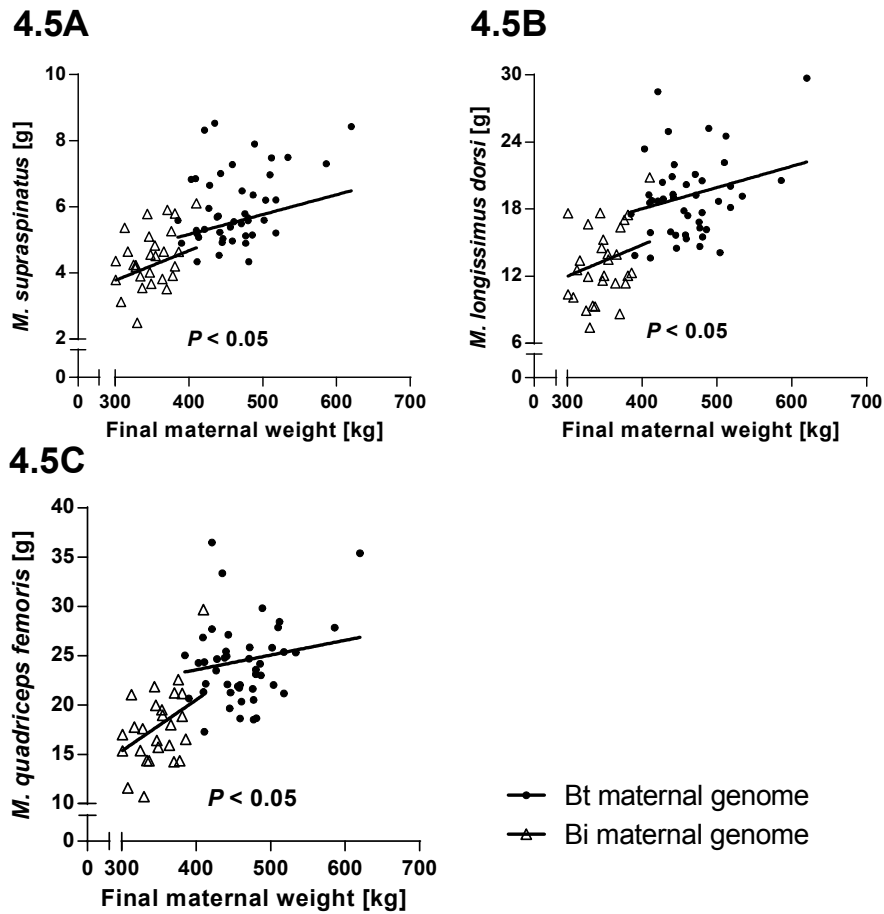 4.5A
M. supraspinatus [g]
10
8
6
4
2
0
P < 0.05
0 300 400 500 600 700
Final maternal weight [kg]
4.5B
M. longissimus dorsi [g]
30
24
18
12
6
0
P < 0.05
0 300 400 500 600 700
Final maternal weight [kg]
4.5C
M. quadriceps femoris [g]
40
35
30
25
20
15
10
0
P < 0.05
0 300 400 500 600 700
Final maternal weight [kg]
Bt maternal genome
Bi maternal genome